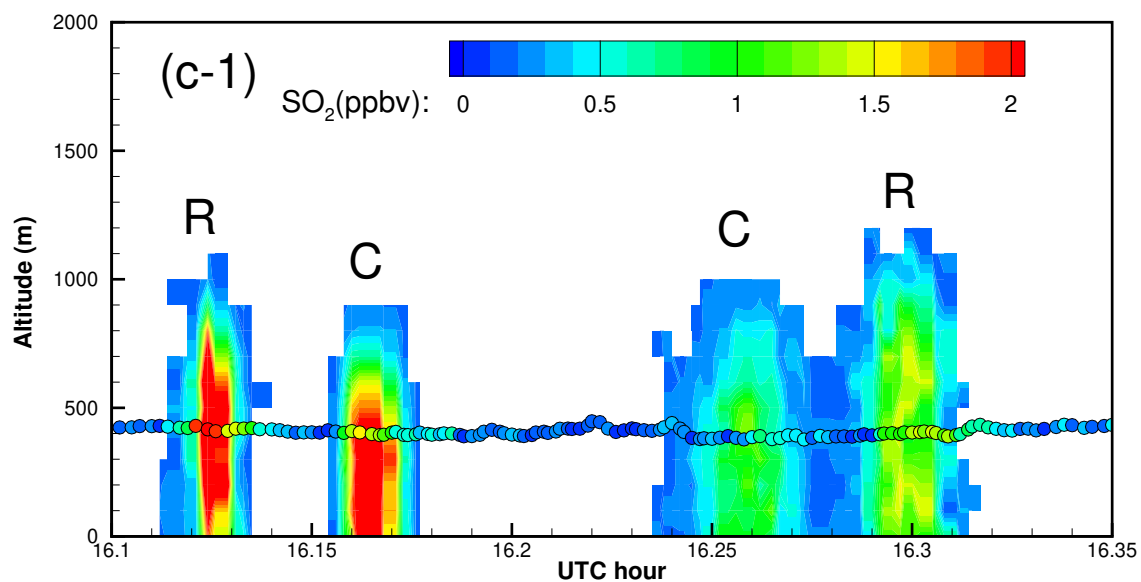 2000
(c-1)
SO₂(ppbv): 0 0.5 1 1.5 2
1500
R
R
C
C
1000
Altitude (m)
500
0
16.1 16.15 16.2 16.25 16.3 16.35
UTC hour